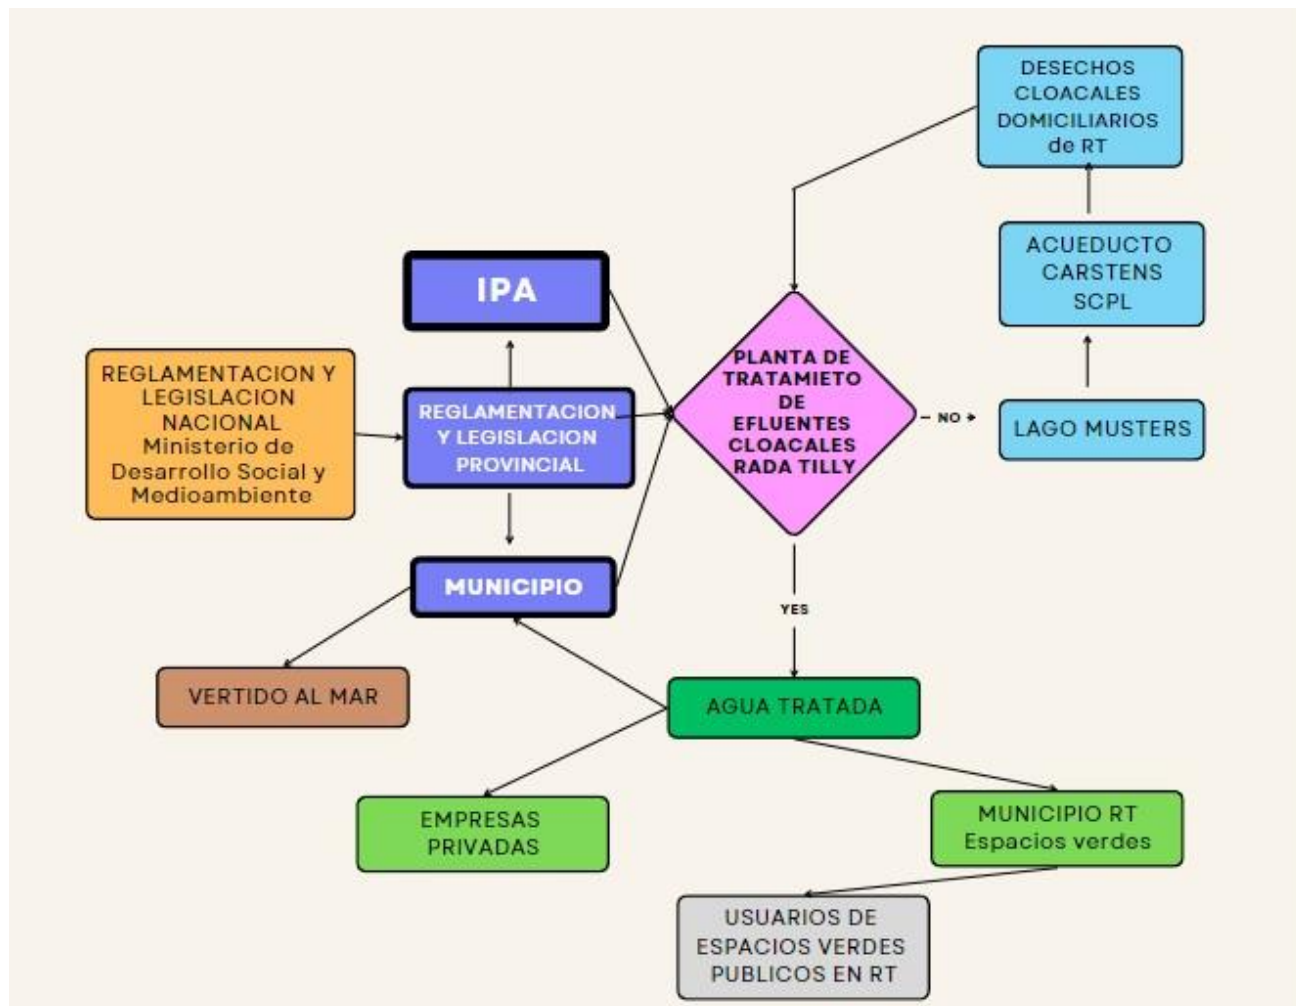 DESECHOS
CLOACALES
DOMICILIARIOS
de RT
ACUEDUCTO
CARSTENS
SCPL
IPA
PLANTA DE
TRATAMIETO
DE
EFLUENTES
CLOACALES
RADA TILLY
REGLAMENTACION Y
LEGISLACION
NACIONAL
Ministerio de
Desarrollo Social y
Medioambiente
REGLAMENTACION
Y LEGISLACION
PROVINCIAL
NO
LAGO MUSTERS
MUNICIPIO
YES
VERTIDO AL MAR
AGUA TRATADA
EMPRESAS
PRIVADAS
MUNICIPIO RT
Espacios verdes
USUARIOS DE
ESPACIOS VERDES
PUBLICOS EN RT